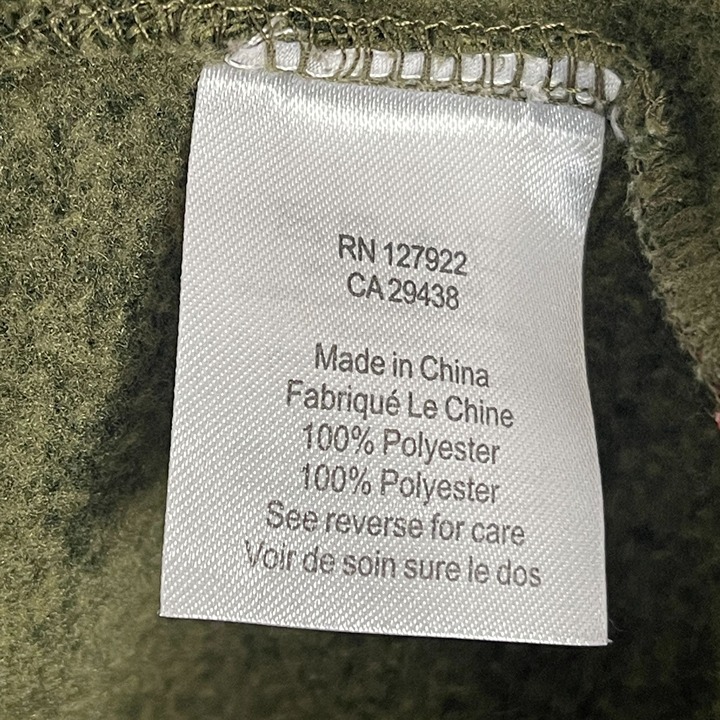 RN 127922
CA 29438
Made in China
Fabriqué Le Chine
100% Polyester
100% Polyester
See reverse for care
Voir de soin sure le dos